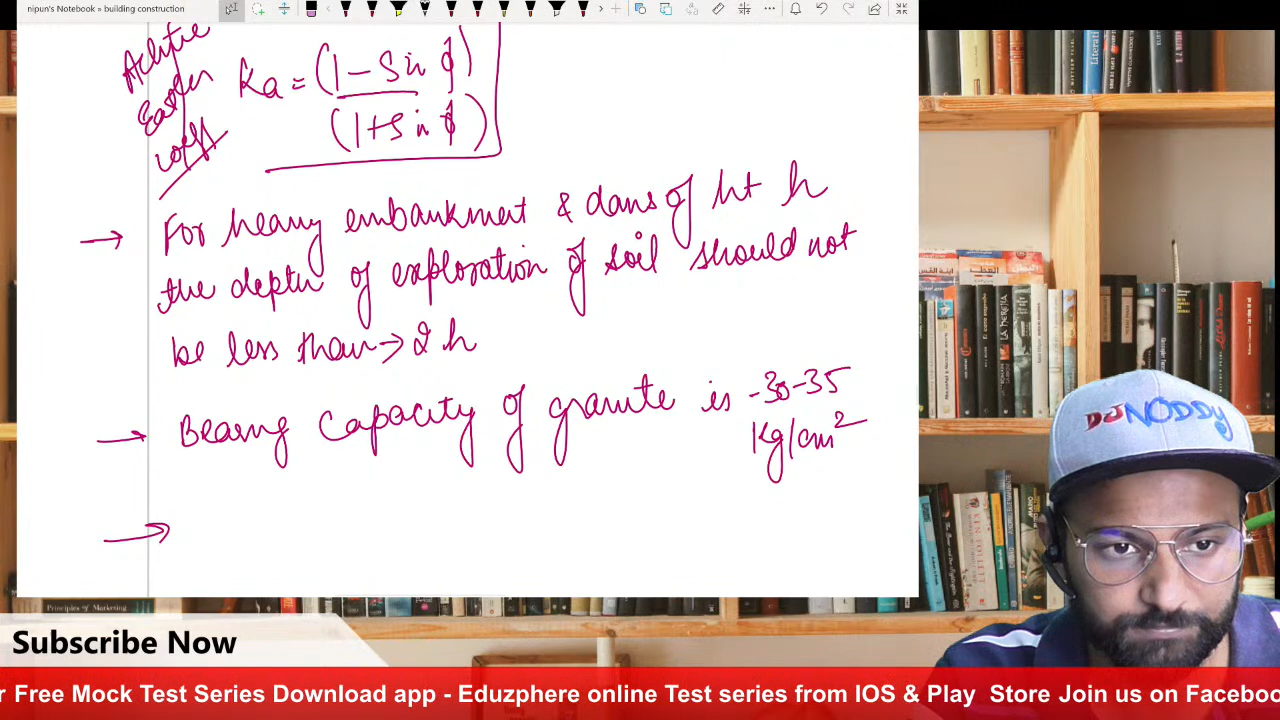 nipun's Notebook » building construction
Active
Earth
coeff
Ka = (1 - Sin ϕ)
(1 + Sin ϕ)
→ For heavy embankment & dams of ht h
the depth of exploration of soil should not
be less than → 2 h
→ Bearing Capacity of granite is - 30-35
Kg/cm²
→
DJ NODDy
Principles of Marketing
Subscribe Now
r Free Mock Test Series Download app - Eduzphere online Test series from IOS & Play Store Join us on Faceboo